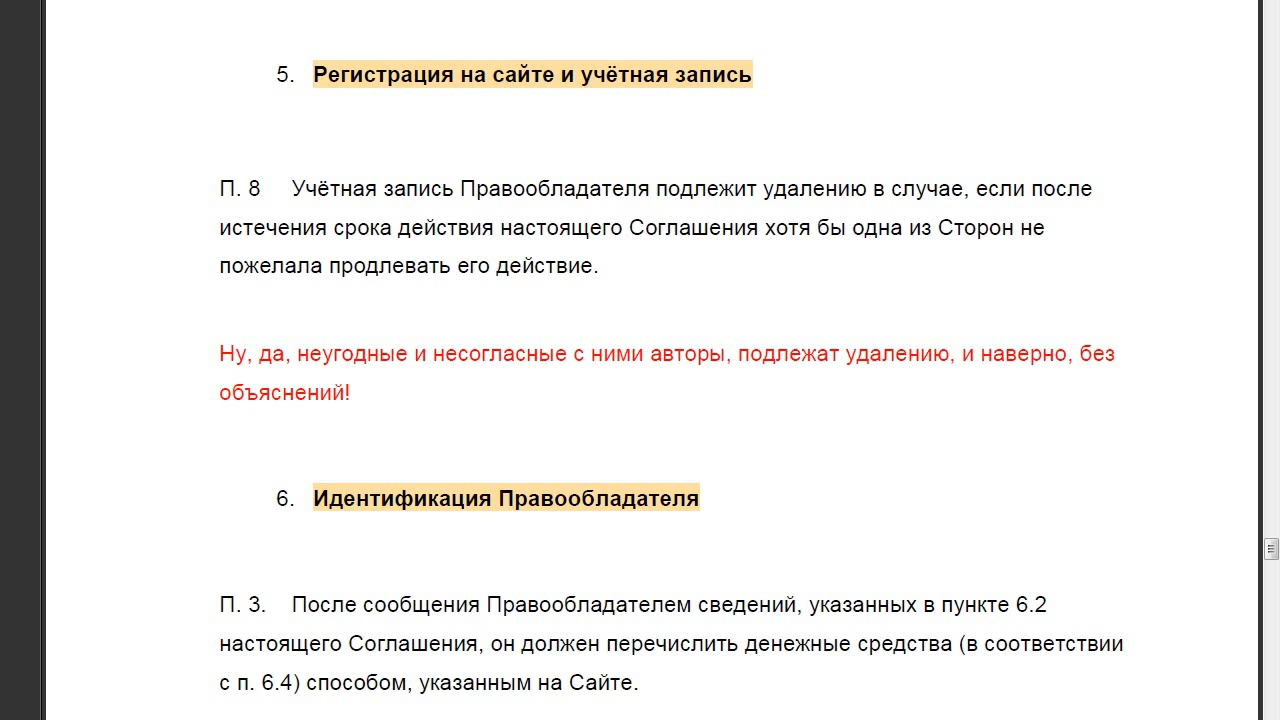 5. Регистрация на сайте и учётная запись
П. 8 Учётная запись Правообладателя подлежит удалению в случае, если после
истечения срока действия настоящего Соглашения хотя бы одна из Сторон не
пожелала продлевать его действие.
Ну, да, неугодные и несогласные с ними авторы, подлежат удалению, и наверно, без
объяснений!
6. Идентификация Правообладателя
П. 3. После сообщения Правообладателем сведений, указанных в пункте 6.2
настоящего Соглашения, он должен перечислить денежные средства (в соответствии
с п. 6.4) способом, указанным на Сайте.